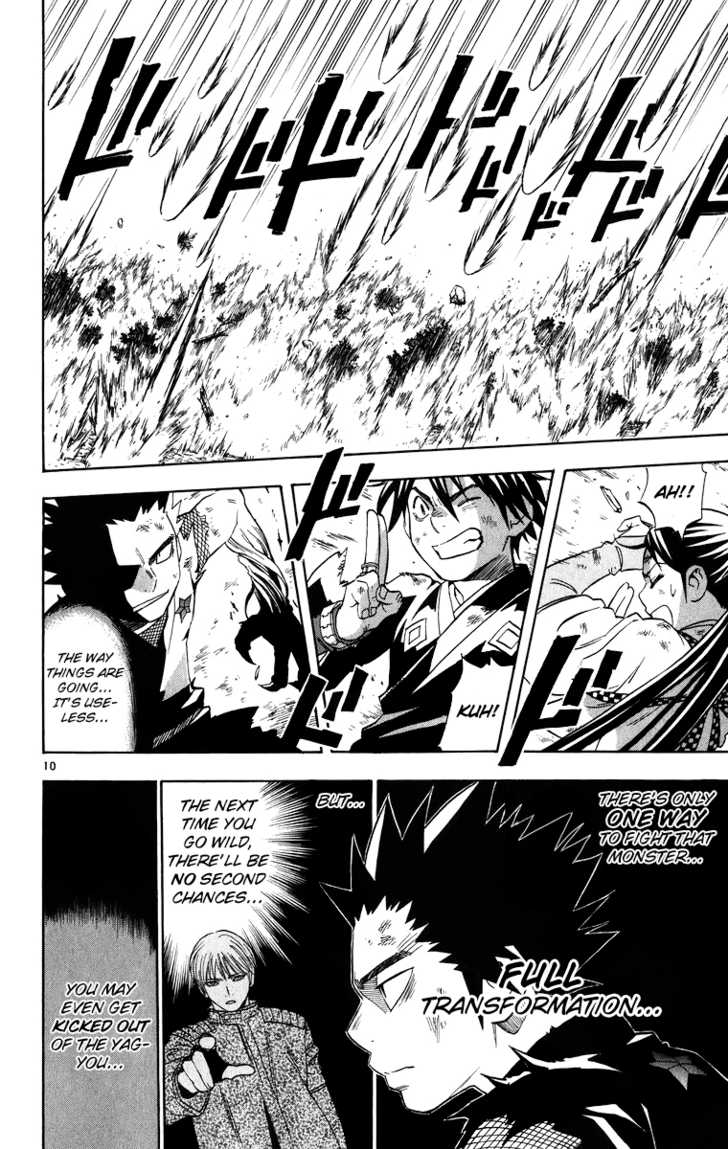 ド
ド
ド
ド
ド
ド
ド
ド
ド
AH!!
ド
KUH!
ド
ド
THE WAY
THINGS ARE
GOING...
IT'S USE-
LESS...
10
THERE'S ONLY
ONE WAY
TO FIGHT THAT
MONSTER...
FULL
TRANSFORMATION...
BUT...
THE NEXT
TIME YOU
GO WILD,
THERE'LL BE
NO SECOND
CHANCES...
YOU MAY
EVEN GET
KICKED OUT
OF THE YAG-
YOU...